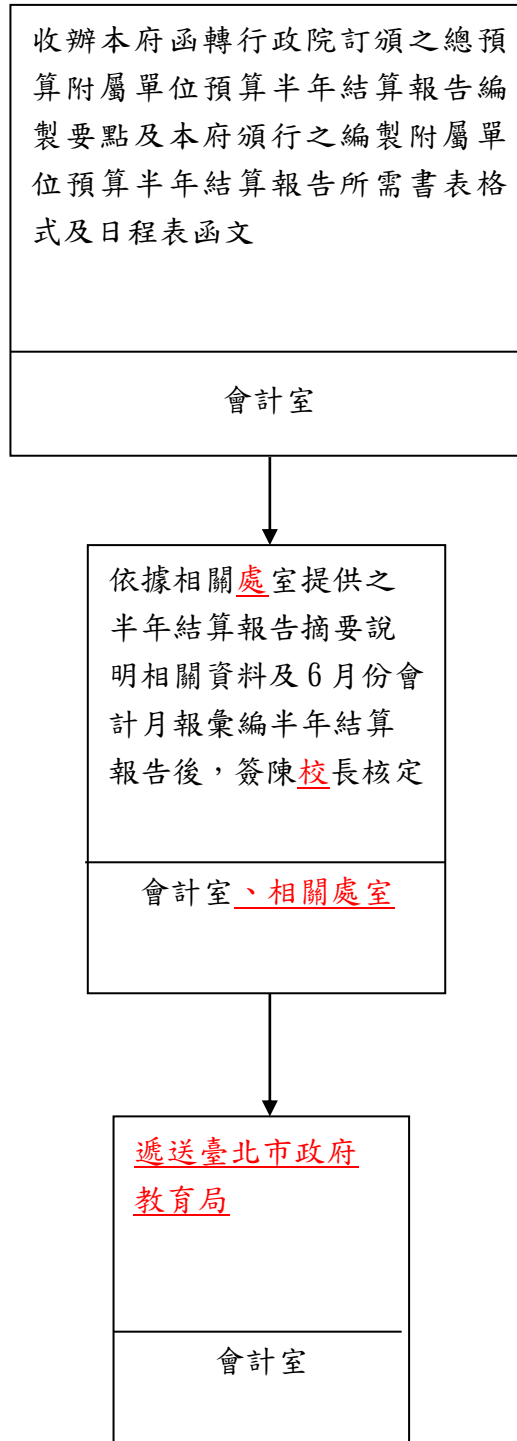 收辦本府函轉行政院訂頒之總預
算附屬單位預算半年結算報告編
製要點及本府頒行之編製附屬單
位預算半年結算報告所需書表格
式及日程表函文
會計室
依據相關處室提供之
半年結算報告摘要說
明相關資料及6月份會
計月報彙編半年結算
報告後，簽陳校長核定
會計室、相關處室
遞送臺北市政府
教育局
會計室